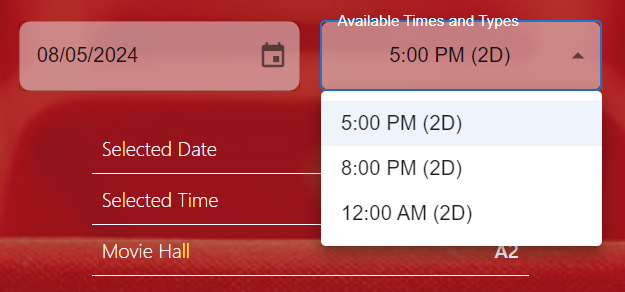 Available Times and Types
08/05/2024
5:00 PM (2D)
5:00 PM (2D)
Selected Date
8:00 PM (2D)
Selected Time
12:00 AM (2D)
Movie Hall
A2